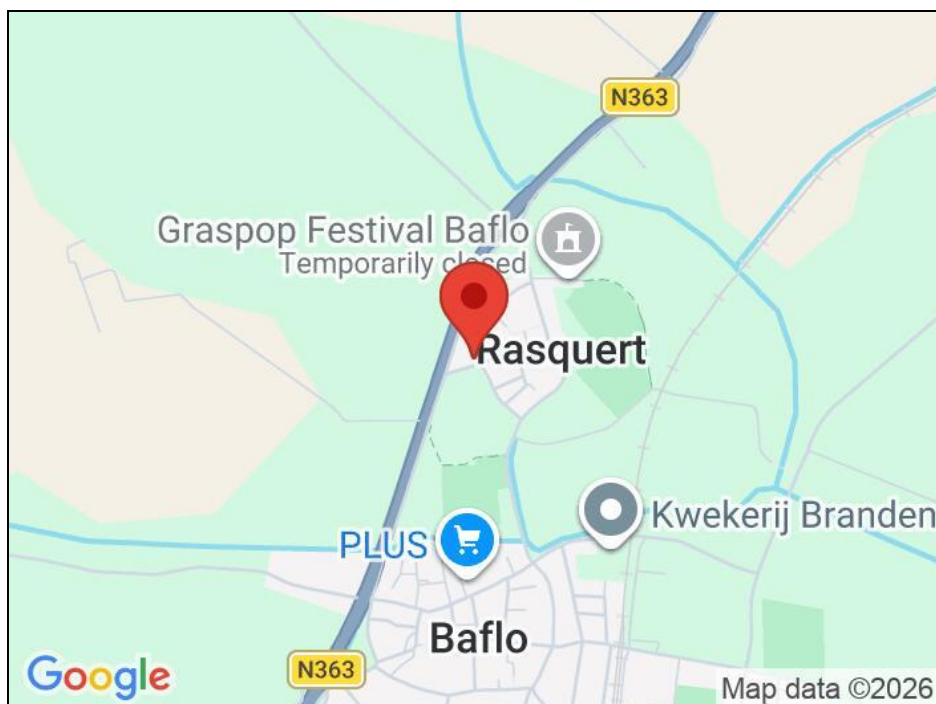 N363
Graspop Festival Baflo
Temporarily closed
Rasquert
Kwekerij Branden
PLUS
Baflo
N363
Google
Map data ©2026